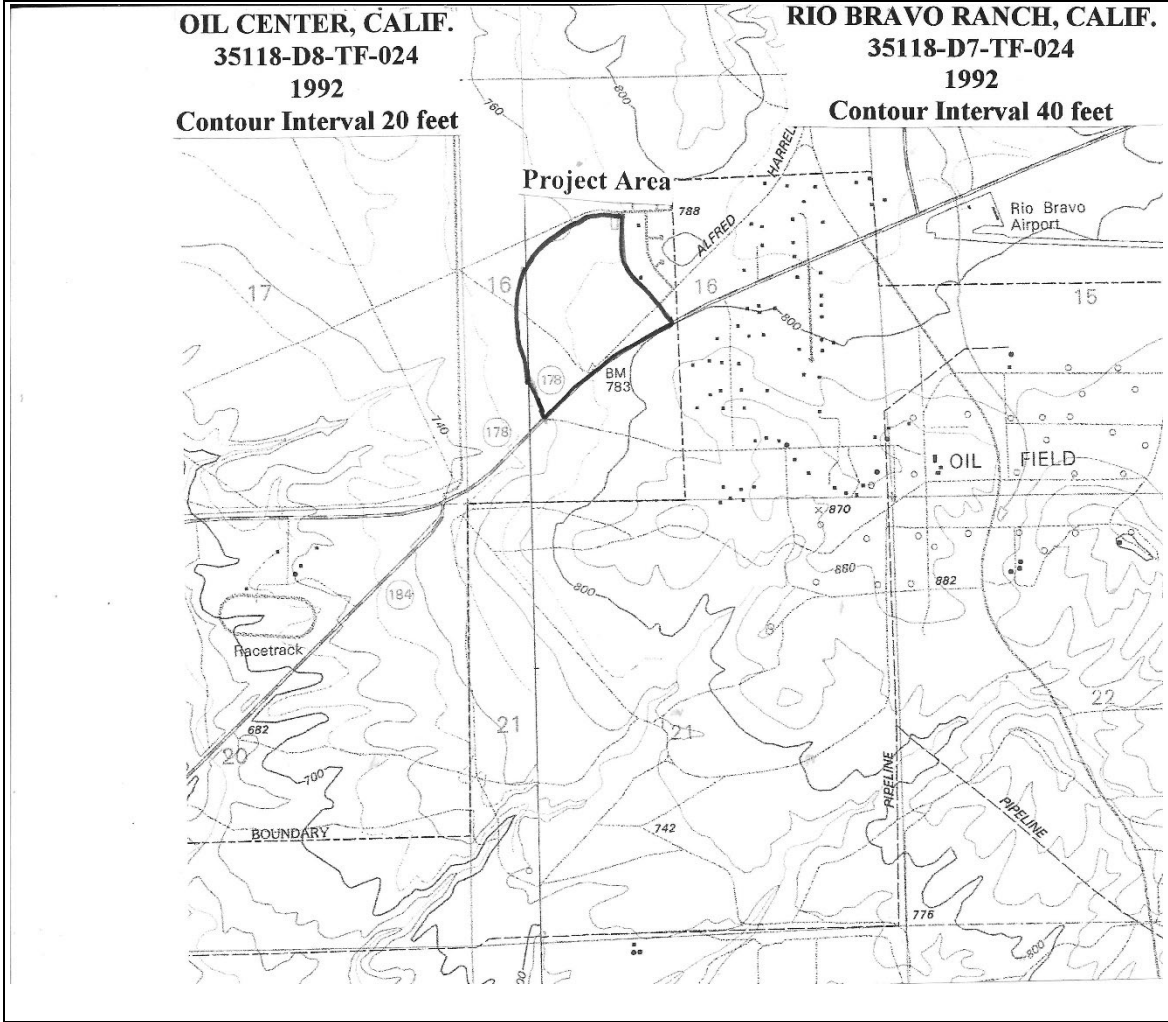 OIL CENTER, CALIF.
35118-D8-TF-024
1992
Contour Interval 20 feet
RIO BRAVO RANCH, CALIF.
35118-D7-TF-024
1992
Contour Interval 40 feet
760
800
HARRELL
Project Area
788
ALFRED
Rio Bravo
Airport
17
16
16
15
800
178
BM
783
740
178
OIL FIELD
870
800
860
882
184
Racetrack
682
20
21
21
22
700
PIPELINE
PIPELINE
BOUNDARY
742
776
800